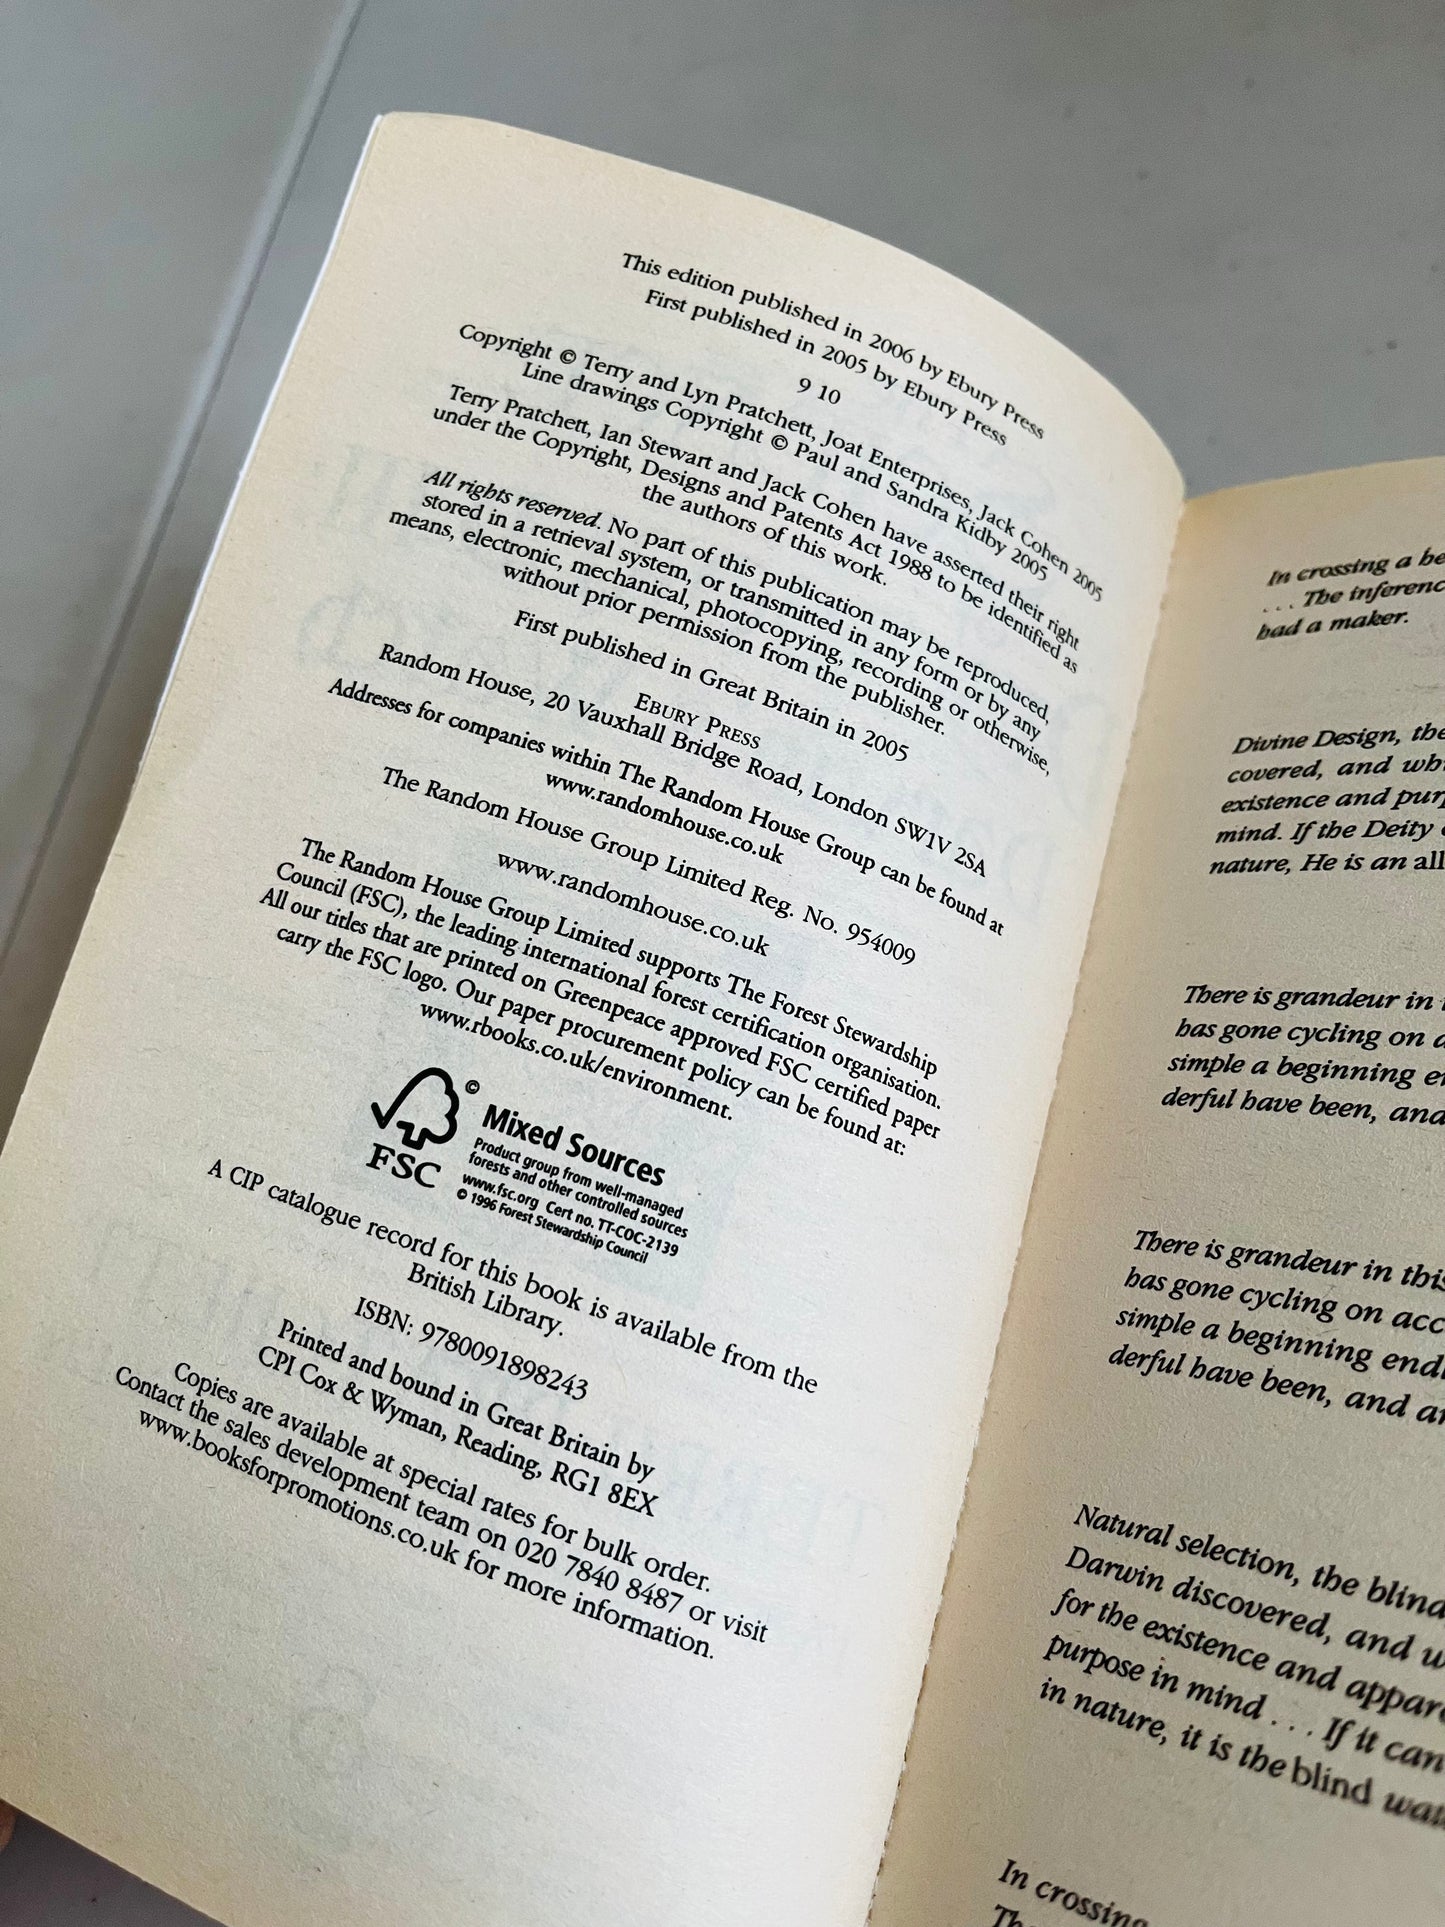 This edition published in 2006 by Ebury Press
First published in 2005 by Ebury Press
9 10
Copyright © Terry and Lyn Pratchett, Joat Enterprises, Jack Cohen 2005
Line drawings Copyright © Paul and Sandra Kidby 2005
Terry Pratchett, Ian Stewart and Jack Cohen have asserted their right
under the Copyright, Designs and Patents Act 1988 to be identified as
the authors of this work.
All rights reserved. No part of this publication may be reproduced,
stored in a retrieval system, or transmitted in any form or by any
means, electronic, mechanical, photocopying, recording or otherwise,
without prior permission from the publisher.
First published in Great Britain in 2005
EBURY PRESS
Random House, 20 Vauxhall Bridge Road, London SW1V 2SA
Addresses for companies within The Random House Group can be found at
www.randomhouse.co.uk
The Random House Group Limited Reg. No. 954009
www.randomhouse.co.uk
The Random House Group Limited supports The Forest Stewardship
Council (FSC), the leading international forest certification organisation.
All our titles that are printed on Greenpeace approved FSC certified paper
carry the FSC logo. Our paper procurement policy can be found at:
www.rbooks.co.uk/environment.
©
FSC
Mixed Sources
Product group from well-managed
forests and other controlled sources
www.fsc.org Cert no. TT-COC-2139
© 1996 Forest Stewardship Council
A CIP catalogue record for this book is available from the
British Library.
ISBN: 9780091898243
Printed and bound in Great Britain by
CPI Cox & Wyman, Reading, RG1 8EX
Copies are available at special rates for bulk order.
Contact the sales development team on 020 7840 8487 or visit
www.booksforpromotions.co.uk for more information.
In crossing a
. . . The
had a maker.
Divine Design, the
covered, and
existence and
mind. If the Deity
nature, He is an all
There is grandeur in
has gone cycling on
simple a beginning
derful have been, and
There is grandeur in this
has gone cycling on
simple a beginning
derful have been, and
Natural selection, the blind
Darwin discovered, and
for the existence and
purpose in mind . . . If it can
in nature, it is the blind
In crossing